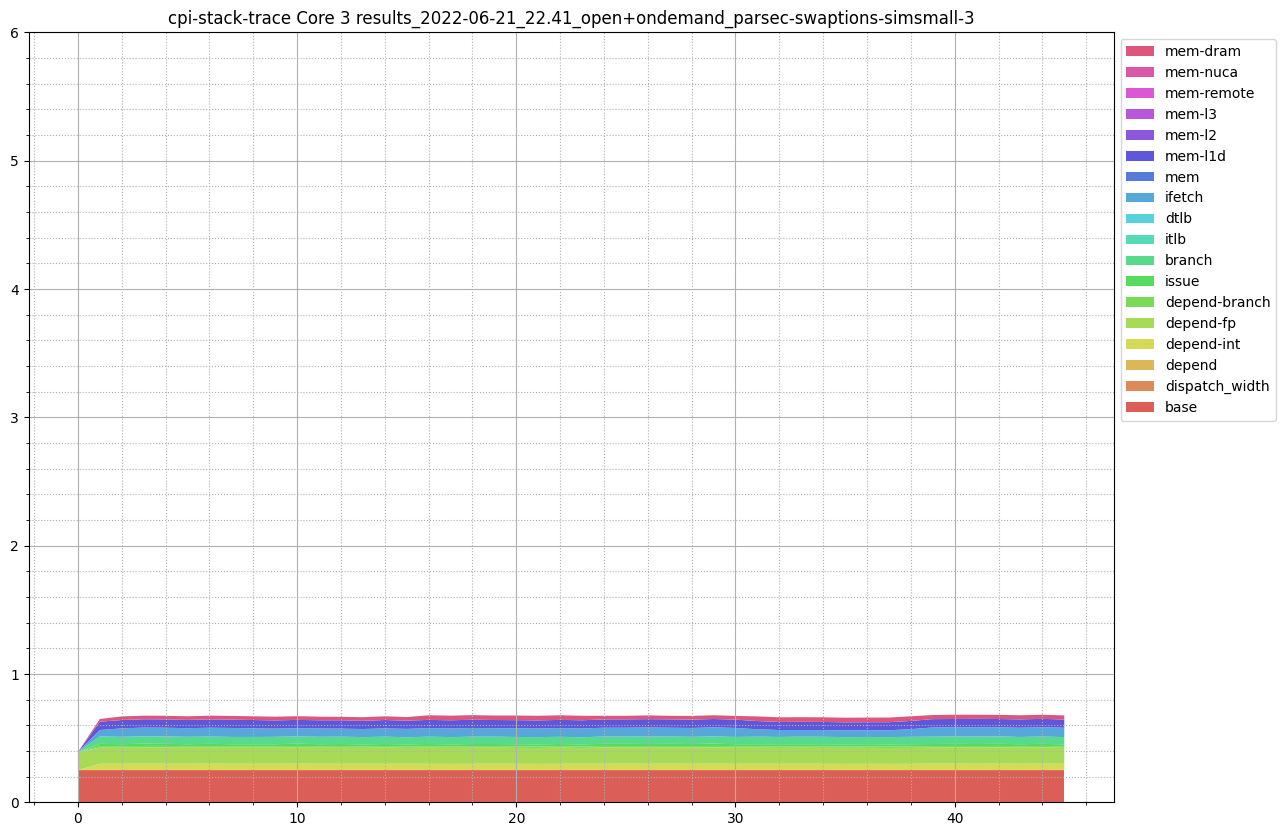 cpi-stack-trace Core 3 results_2022-06-21_22.41_open+ondemand_parsec-swaptions-simsmall-3
6
5
4
3
2
1
0
0 10 20 30 40
mem-dram
mem-nuca
mem-remote
mem-l3
mem-l2
mem-l1d
mem
ifetch
dtlb
itlb
branch
issue
depend-branch
depend-fp
depend-int
depend
dispatch_width
base